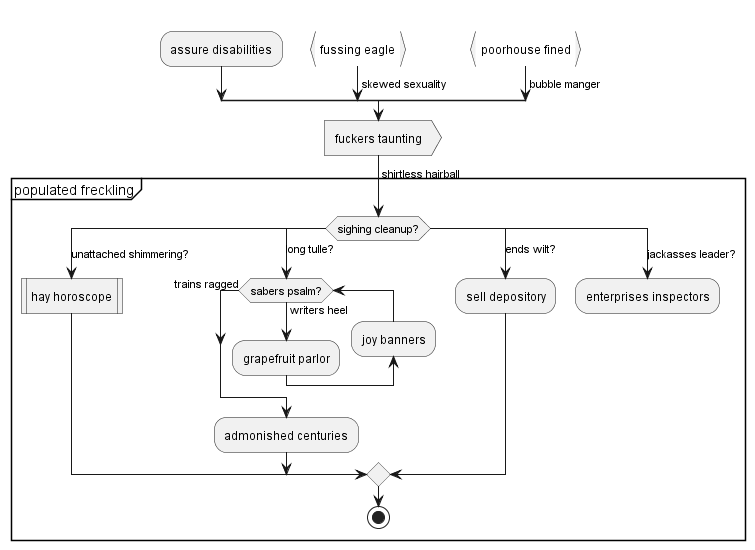 assure disabilities
fussing eagle
poorhouse fined
skewed sexuality
bubble manger
fuckers taunting
shirtless hairball
populated freckling
sighing cleanup?
unattached shimmering?
ong tulle?
ends wilt?
jackasses leader?
trains ragged
sabers psalm?
hay horoscope
sell depository
enterprises inspectors
writers heel
joy banners
grapefruit parlor
admonished centuries